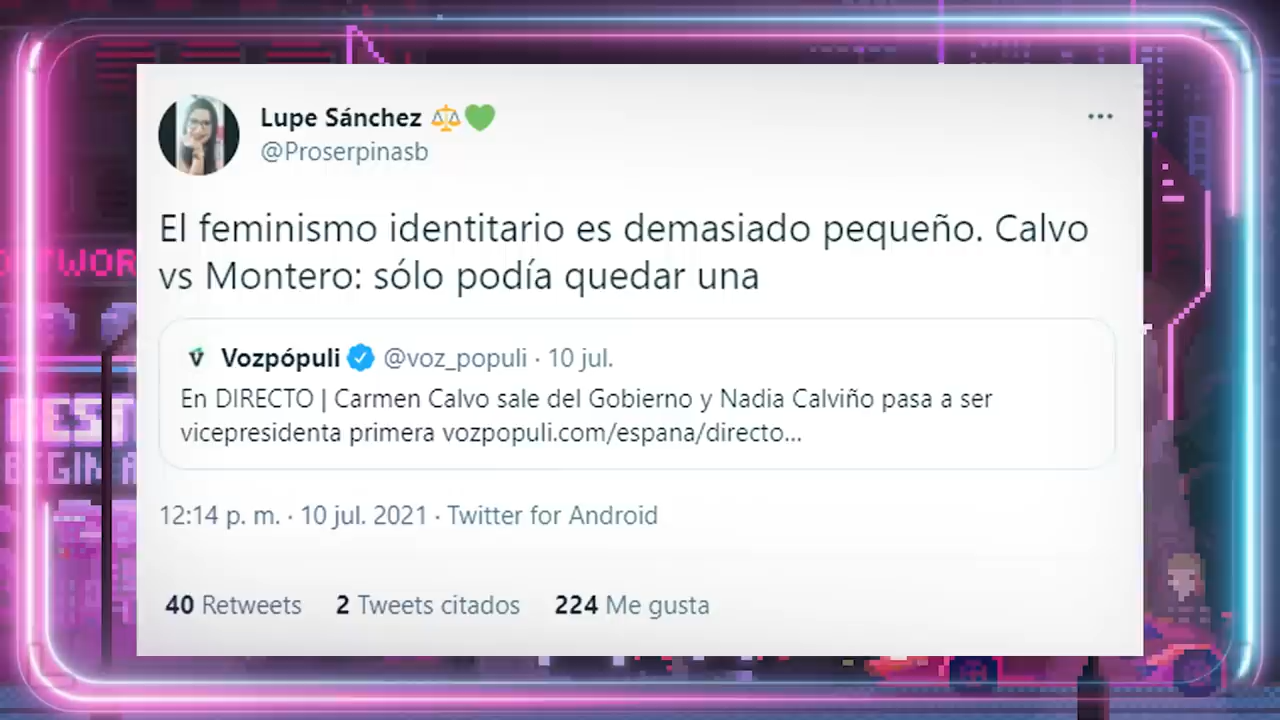 Lupe Sánchez ⚖️💚
@Proserpinasb
El feminismo identitario es demasiado pequeño. Calvo
vs Montero: sólo podía quedar una
Vozpópuli @voz_populi · 10 jul.
En DIRECTO | Carmen Calvo sale del Gobierno y Nadia Calviño pasa a ser
vicepresidenta primera vozpopuli.com/espana/directo...
12:14 p. m. · 10 jul. 2021 · Twitter for Android
40 Retweets 2 Tweets citados 224 Me gusta